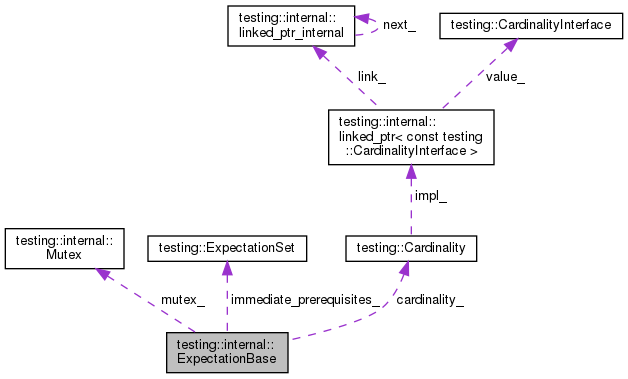 testing::internal::
linked_ptr_internal
next_
testing::CardinalityInterface
link_
value_
testing::internal::
linked_ptr< const testing
::CardinalityInterface >
impl_
testing::internal::
Mutex
testing::ExpectationSet
testing::Cardinality
mutex_
immediate_prerequisites_
cardinality_
testing::internal::
ExpectationBase